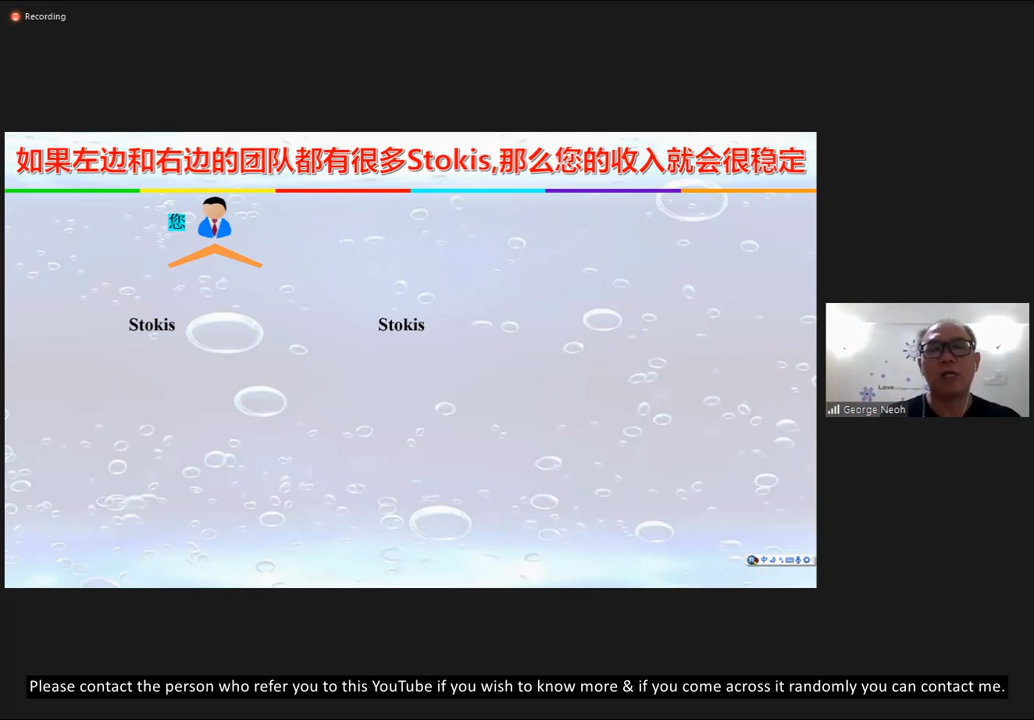 Recording
如果左边和右边的团队都有很多Stokis,那么您的收入就会很稳定
您
Stokis
Stokis
Love
George Neoh
中
Please contact the person who refer you to this YouTube if you wish to know more & if you come across it randomly you can contact me.